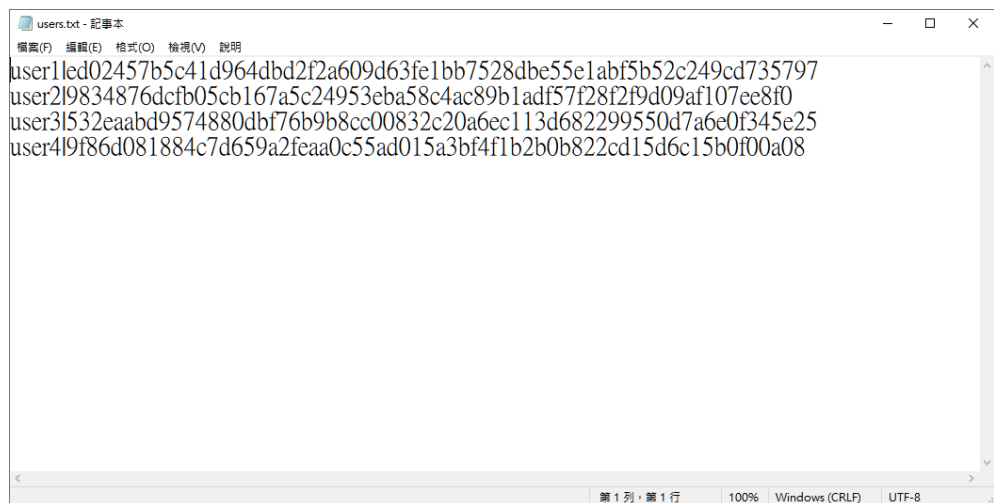 users.txt - 記事本
檔案(F) 編輯(E) 格式(O) 檢視(V) 說明
user1|ed02457b5c41d964dbd2f2a609d63fe1bb7528dbe55e1abf5b52c249cd735797
user2|9834876dcfb05cb167a5c24953eba58c4ac89b1adf57f28f2f9d09af107ee8f0
user3|532eaabd9574880dbf76b9b8cc00832c20a6ec113d682299550d7a6e0f345e25
user4|9f86d081884c7d659a2feaa0c55ad015a3bf4f1b2b0b822cd15d6c15b0f00a08
第 1 列,第 1 行 100% Windows (CRLF) UTF-8